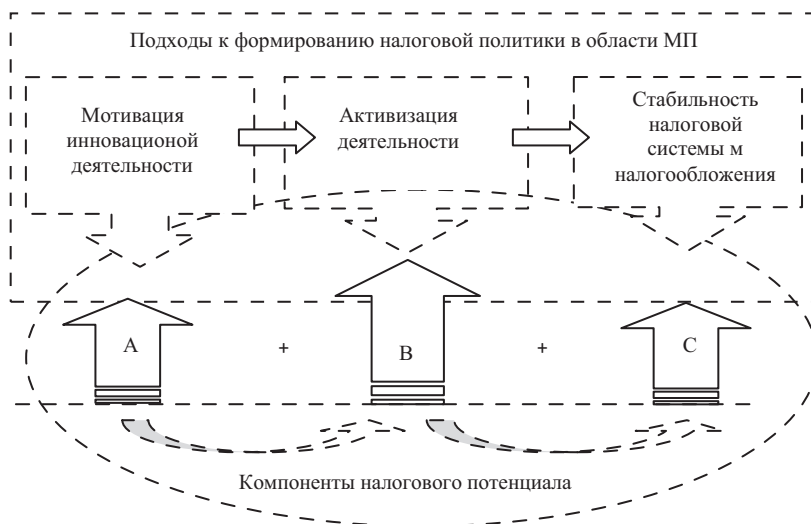 Подходы к формированию налоговой политики в области МП
Мотивация
инновационой
деятельности
Активизация
деятельности
Стабильность
налоговой
системы м
налогообложения
A
+
B
+
C
Компоненты налогового потенциала